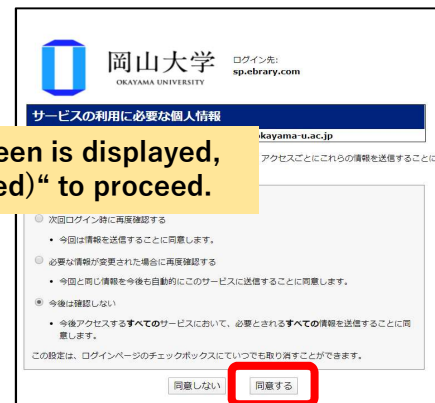 岡山大学
OKAYAMA UNIVERSITY
ログイン先:
sp.ebrary.com
サービスの利用に必要な個人情報
okayama-u.ac.jp
een is displayed,
ed)“ to proceed.
アクセスごとにこれらの情報を送信することに
次回ログイン時に再度確認する
• 今回は情報を送信することに同意します。
必要な情報が変更された場合に再度確認する
• 今回と同じ情報を今後も自動的にこのサービスに送信することに同意します。
今後は確認しない
• 今後アクセスするすべてのサービスにおいて、必要とされるすべての情報を送信することに同
意します。
この設定は、ログインページのチェックボックスにていつでも取り消すことができます。
同意しない 同意する